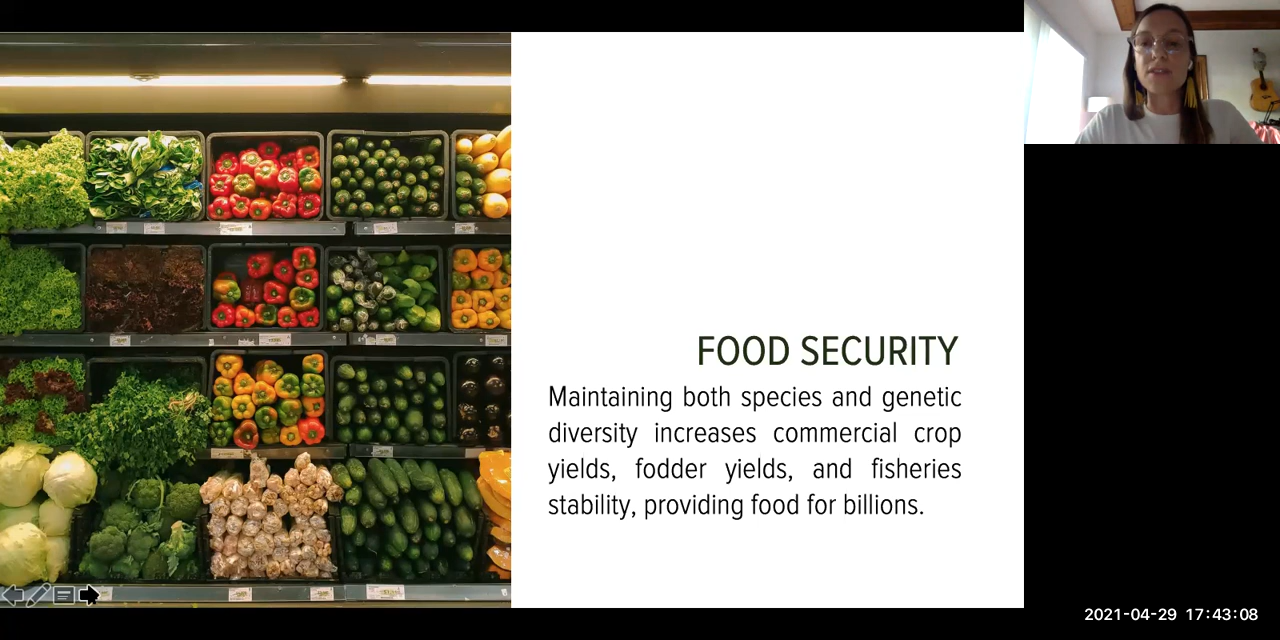 FOOD SECURITY
Maintaining both species and genetic
diversity increases commercial crop
yields, fodder yields, and fisheries
stability, providing food for billions.
2021-04-29 17:43:08